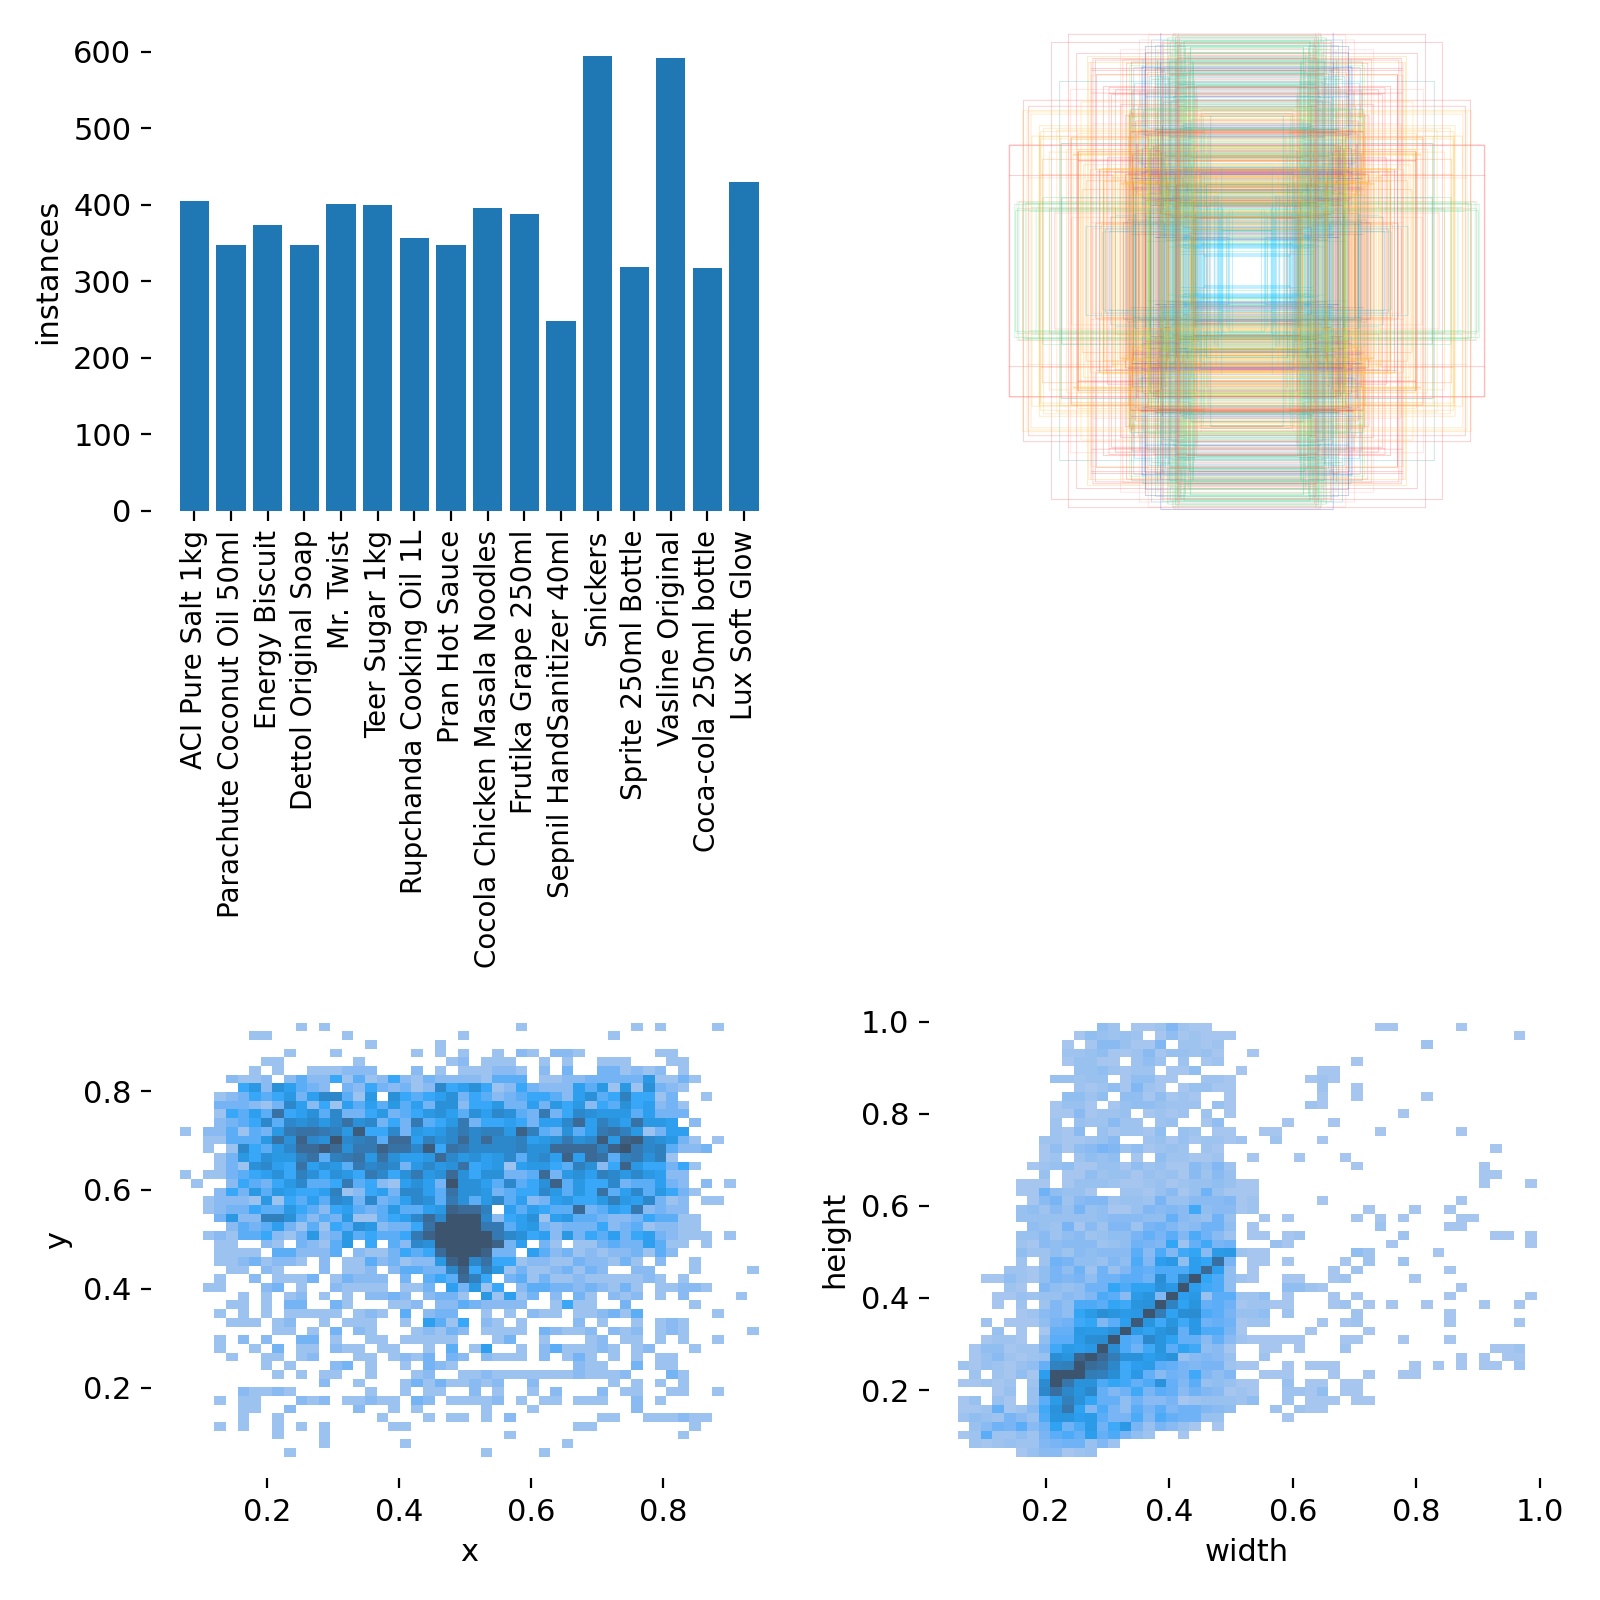 600
500
400
300
200
100
0
instances
ACI Pure Salt 1kg
Parachute Coconut Oil 50ml
Energy Biscuit
Dettol Original Soap
Mr. Twist
Teer Sugar 1kg
Rupchanda Cooking Oil 1L
Pran Hot Sauce
Cocola Chicken Masala Noodles
Frutika Grape 250ml
Sepnil HandSanitizer 40ml
Snickers
Sprite 250ml Bottle
Vasline Original
Coca-cola 250ml bottle
Lux Soft Glow
0.8
0.6
0.4
0.2
y
0.2 0.4 0.6 0.8
x
1.0
0.8
0.6
0.4
0.2
height
0.2 0.4 0.6 0.8 1.0
width